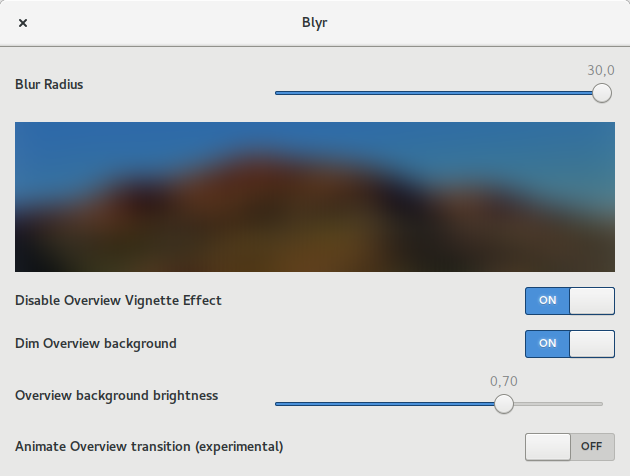 Blyr
30,0
Blur Radius
Disable Overview Vignette Effect ON
Dim Overview background ON
0,70
Overview background brightness
Animate Overview transition (experimental) OFF